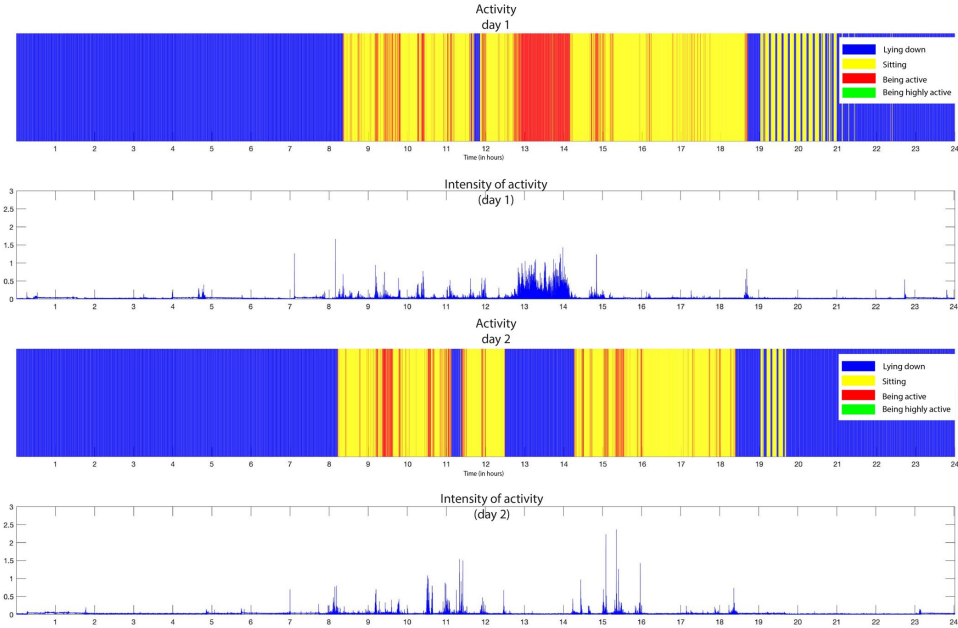 Activity
day 1
Lying down
Sitting
Being active
Being highly active
1 2 3 4 5 6 7 8 9 10 11 12 13 14 15 16 17 18 19 20 21 22 23 24
Time (in hours)
Intensity of activity
(day 1)
3
2.5
2
1.5
1
0.5
0
1 2 3 4 5 6 7 8 9 10 11 12 13 14 15 16 17 18 19 20 21 22 23 24
Activity
day 2
Lying down
Sitting
Being active
Being highly active
1 2 3 4 5 6 7 8 9 10 11 12 13 14 15 16 17 18 19 20 21 22 23 24
Time (in hours)
Intensity of activity
(day 2)
3
2.5
2
1.5
1
0.5
0
1 2 3 4 5 6 7 8 9 10 11 12 13 14 15 16 17 18 19 20 21 22 23 24